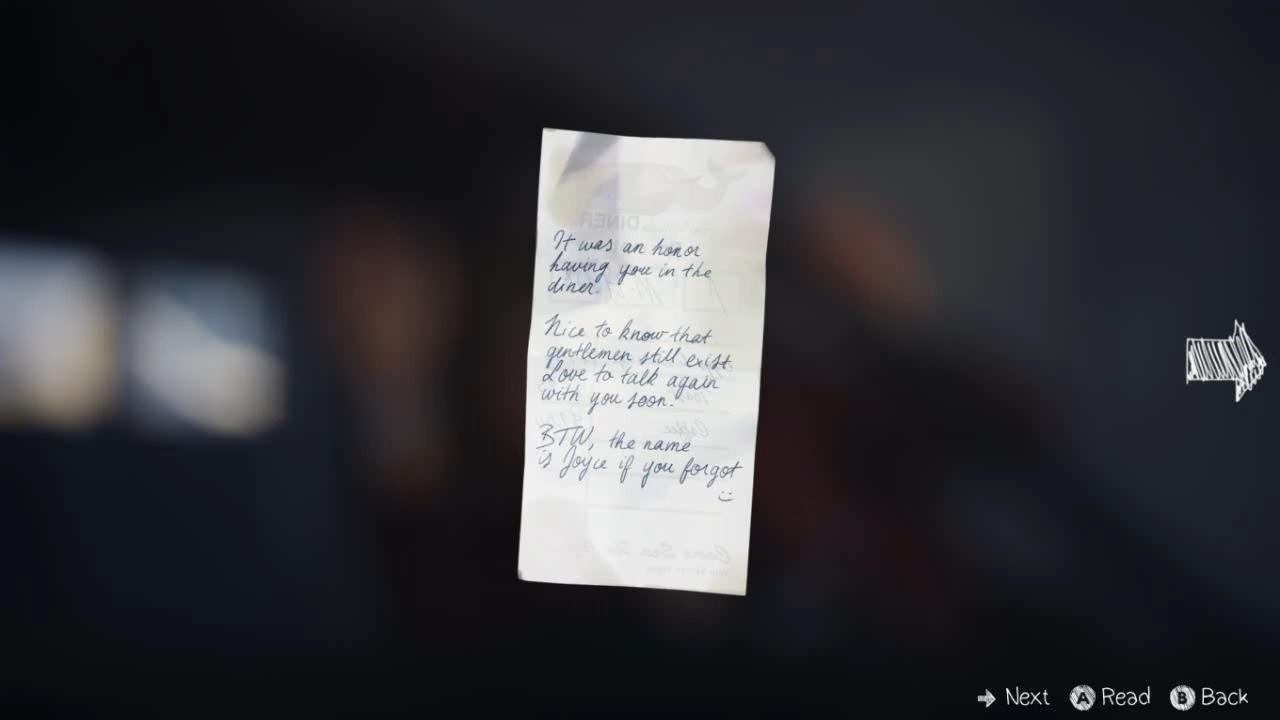 It was an honor
having you in the
diner.
Nice to know that
gentlemen still exist.
Love to talk again
with you soon.
BTW, the name
is Joyce if you forgot
Next
A Read
B Back